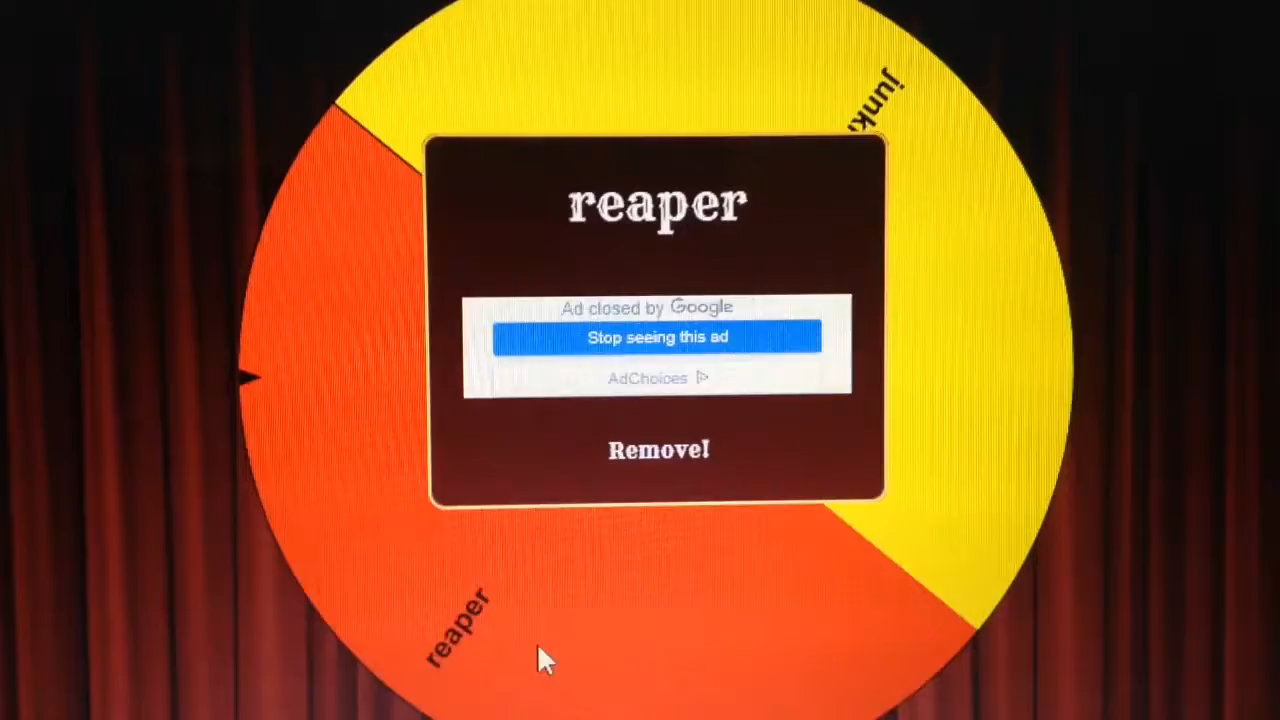 junk
reaper
Ad closed by Google
Stop seeing this ad
AdChoices
Remove!
reaper